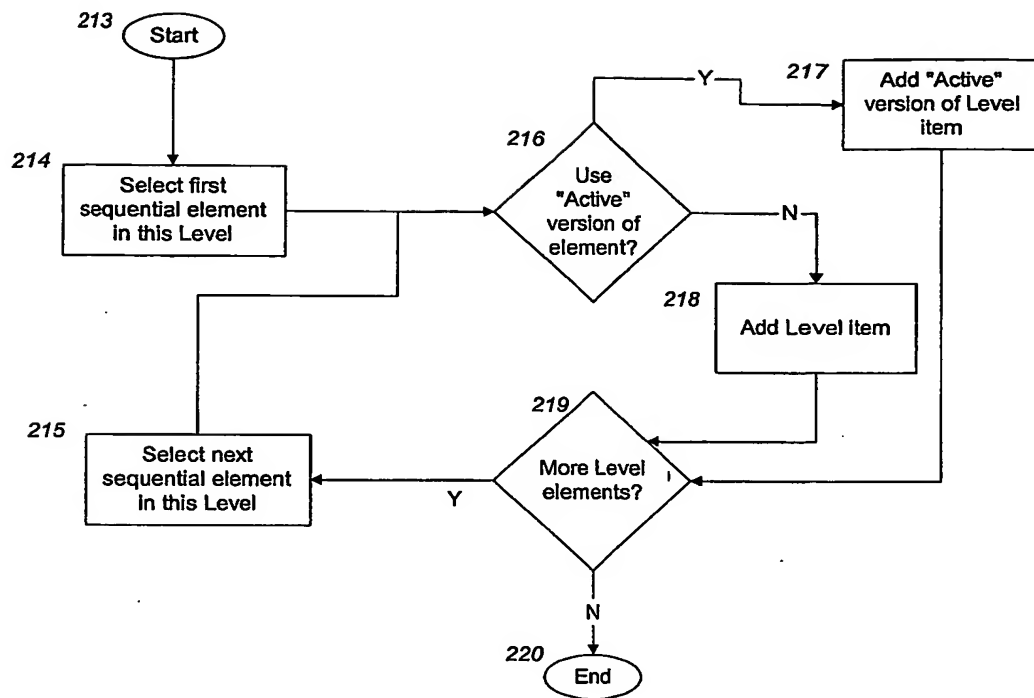 213
Start
214
Select first
sequential element
in this Level
216
Use
"Active"
version of
element?
Y
217
Add "Active"
version of Level
item
N
218
Add Level item
219
More Level
elements?
Y
215
Select next
sequential element
in this Level
N
220
End